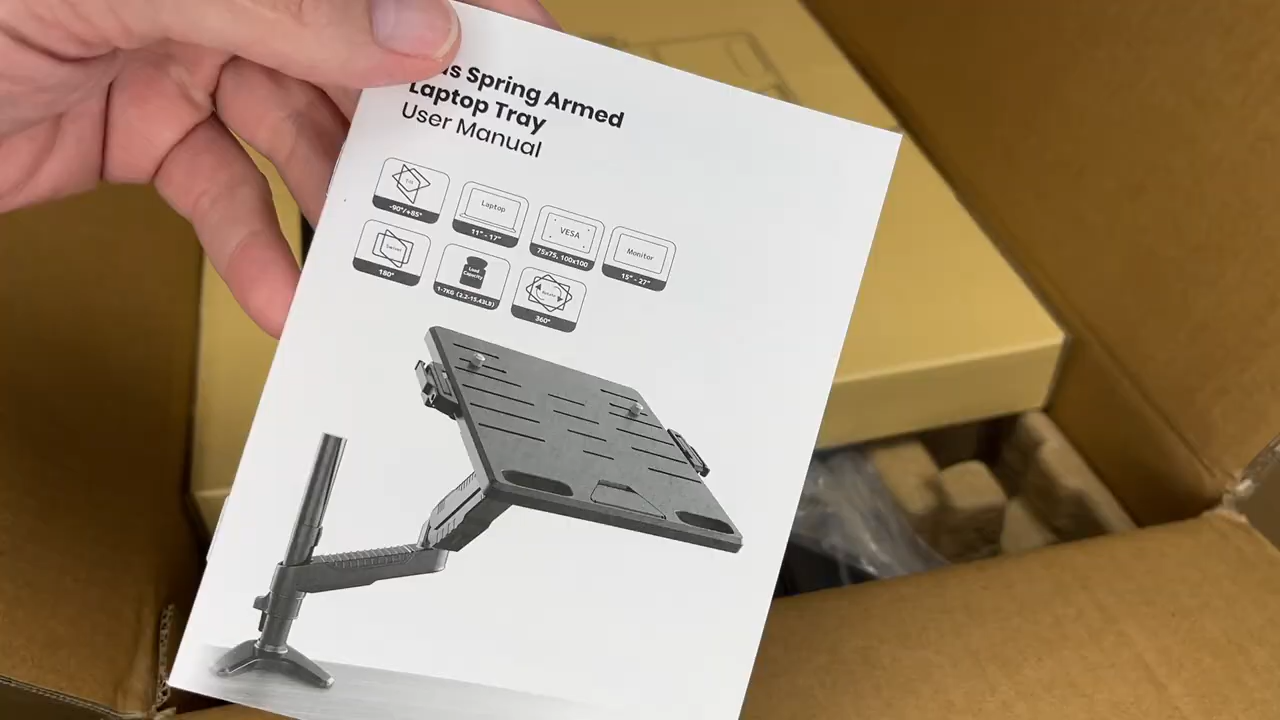 Spring Armed
Laptop Tray
User Manual
Tilt
-90°/+85°
Laptop
11" - 17"
VESA
75x75, 100x100
Monitor
15" - 27"
Swivel
180°
Load
Capacity
1-7KG (2.2-15.43LB)
360°